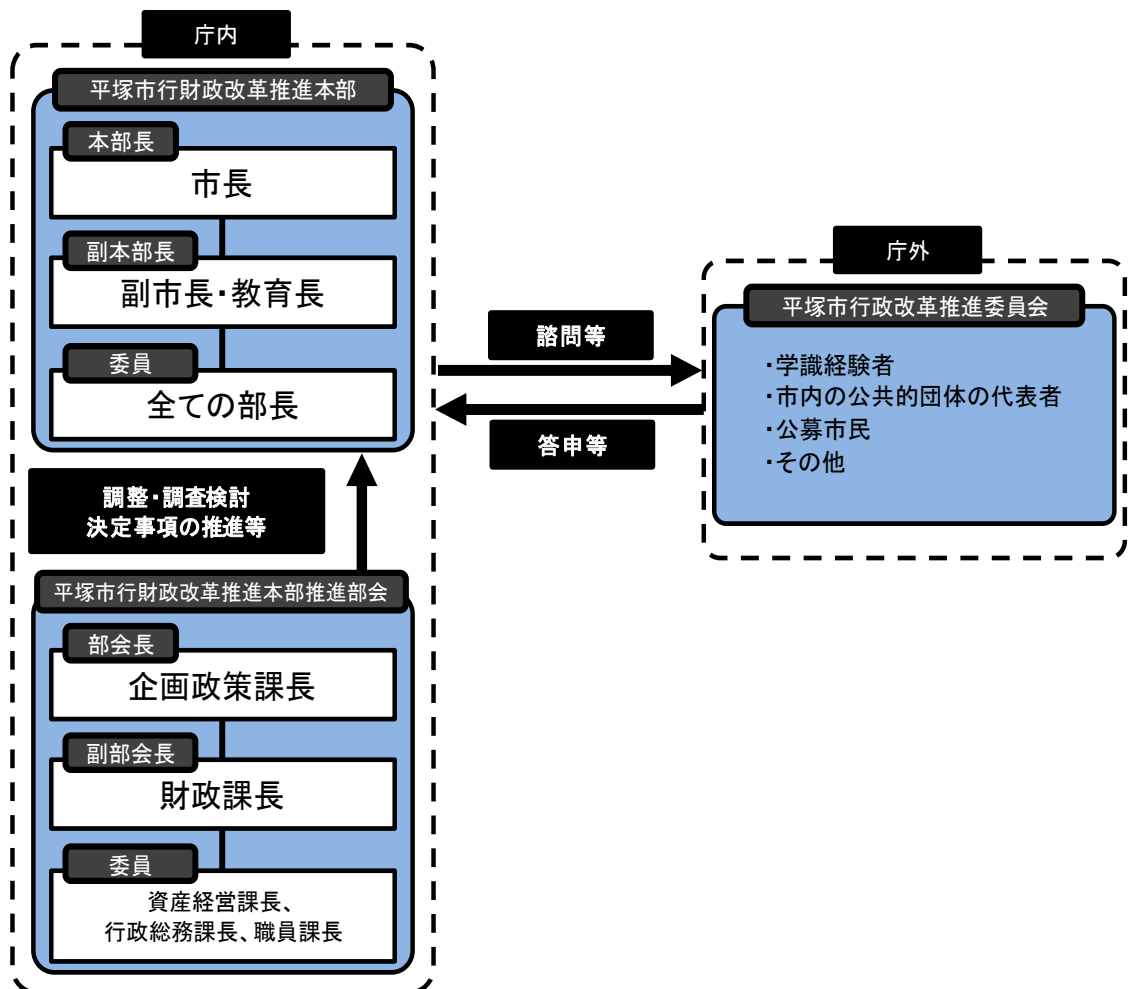 庁内
平塚市行財政改革推進本部
本部長
市長
副本部長
副市長・教育長
委員
全ての部長
調整・調査検討
決定事項の推進等
平塚市行財政改革推進本部推進部会
部会長
企画政策課長
副部会長
財政課長
委員
資産経営課長、
行政総務課長、職員課長
諮問等
答申等
庁外
平塚市行政改革推進委員会
・学識経験者
・市内の公共的団体の代表者
・公募市民
・その他